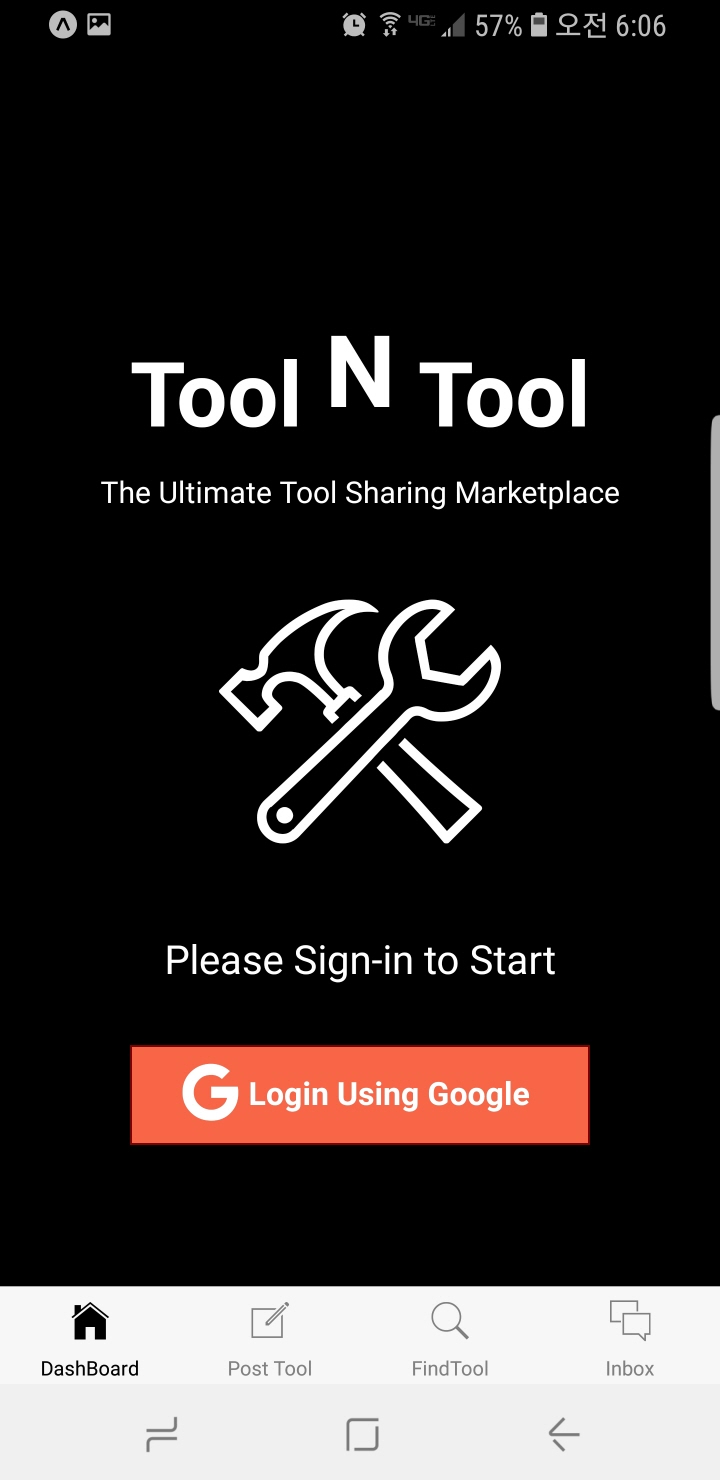 4G 57% 오전 6:06
Tool N Tool
The Ultimate Tool Sharing Marketplace
Please Sign-in to Start
G Login Using Google
DashBoard Post Tool FindTool Inbox